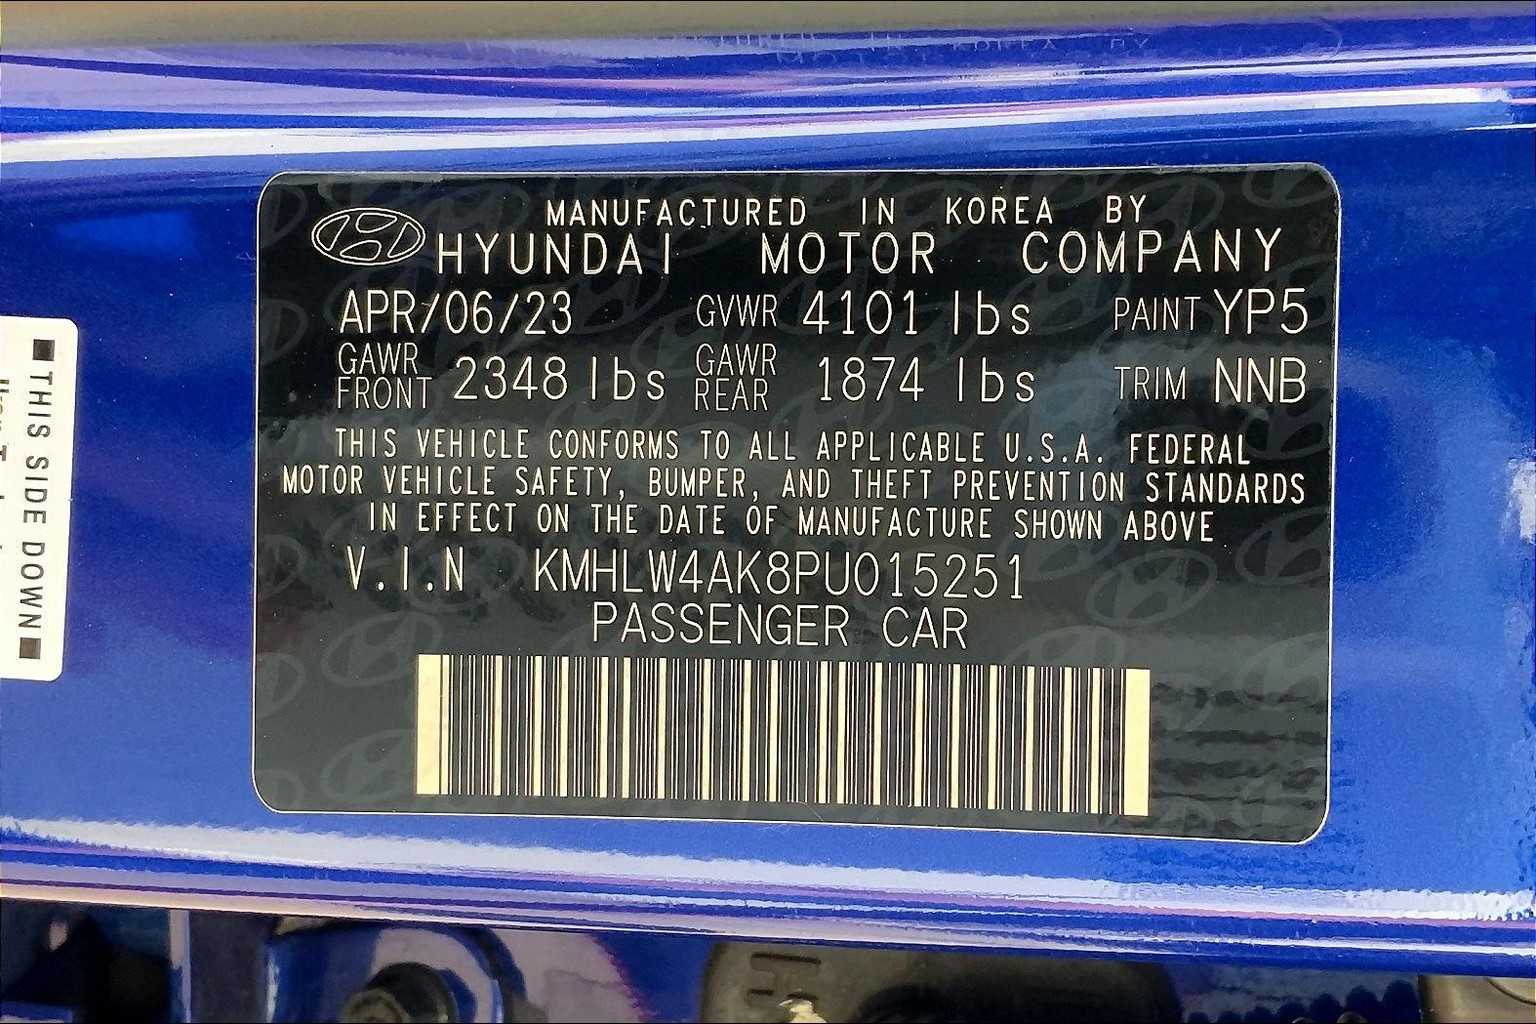 MANUFACTURED IN KOREA BY
HYUNDAI MOTOR COMPANY
APR/06/23 GVWR 4101 lbs PAINT YP5
GAWR FRONT 2348 lbs GAWR REAR 1874 lbs TRIM NNB
THIS VEHICLE CONFORMS TO ALL APPLICABLE U.S.A. FEDERAL
MOTOR VEHICLE SAFETY, BUMPER, AND THEFT PREVENTION STANDARDS
IN EFFECT ON THE DATE OF MANUFACTURE SHOWN ABOVE
V.I.N KMHLW4AK8PU015251
PASSENGER CAR
■ THIS SIDE DOWN ■